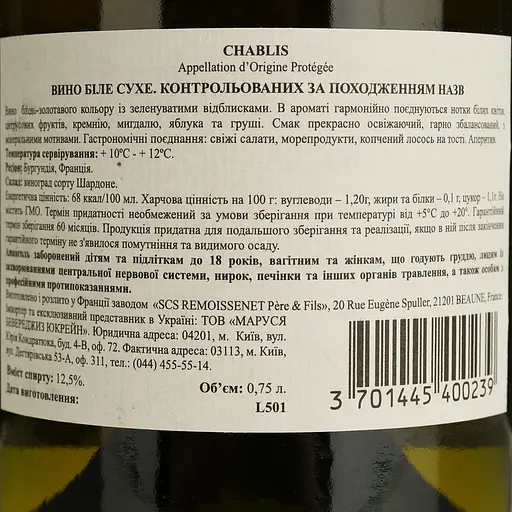 CHABLIS
Appellation d'Origine Protégée
ВИНО БІЛЕ СУХЕ. КОНТРОЛЬОВАНИХ ЗА ПОХОДЖЕННЯМ НАЗВ
Вино блідо-золотавого кольору із зеленуватими відблисками. В ароматі гармонійно поєднуються нотки білих квітів,
цитрусових фруктів, кремнію, мигдалю, яблука та груші. Смак прекрасно освіжаючий, гарно збалансований, з
мінеральними мотивами. Гастрономічні поєднання: свіжі салати, морепродукти, копчений лосось на тості. Аперитив
Температура сервірування: + 10°C - + 12°C.
Регіон: Бургундія, Франція.
Склад: виноград сорту Шардоне.
Енергетична цінність: 68 ккал/100 мл. Харчова цінність на 100 г: вуглеводи – 1,20г, жири та білки – 0,1 г, цукор – 1,1г. Не
містить ГМО. Термін придатності необмежений за умови зберігання при температурі від +5°C до +20°. Гарантійний
термін зберігання 60 місяців. Продукція придатна для подальшого зберігання та реалізації, якщо в ній після закінчення
гарантійного терміну не з'явилося помутніння та видимого осаду.
Алкоголь заборонений дітям та підліткам до 18 років, вагітним та жінкам, що годують груддю, людям із
захворюваннями центральної нервової системи, нирок, печінки та інших органів травлення, а також особам з
професійними протипоказаннями.
Виготовлено і розлито у Франції заводом «SCS REMOISSENET Père & Fils», 20 Rue Eugène Spuller, 21201 BEAUNE, France.
Імпортер та ексклюзивний представник в Україні: ТОВ «МАРУСЯ
БЕВЕРЕДЖИЗ ЮКРЕЙН». Юридична адреса: 04201, м. Київ, вул.
Юрія Кондратюка, буд. 4-В, оф. 72. Фактична адреса: 03113, м. Київ,
вул. Дегтярівська 53-А, оф. 311, тел.: (044) 455-55-14.
Вміст спирту: 12,5%.
Об'єм: 0,75 л.
Дата виготовлення:
L501
3 701445 400239